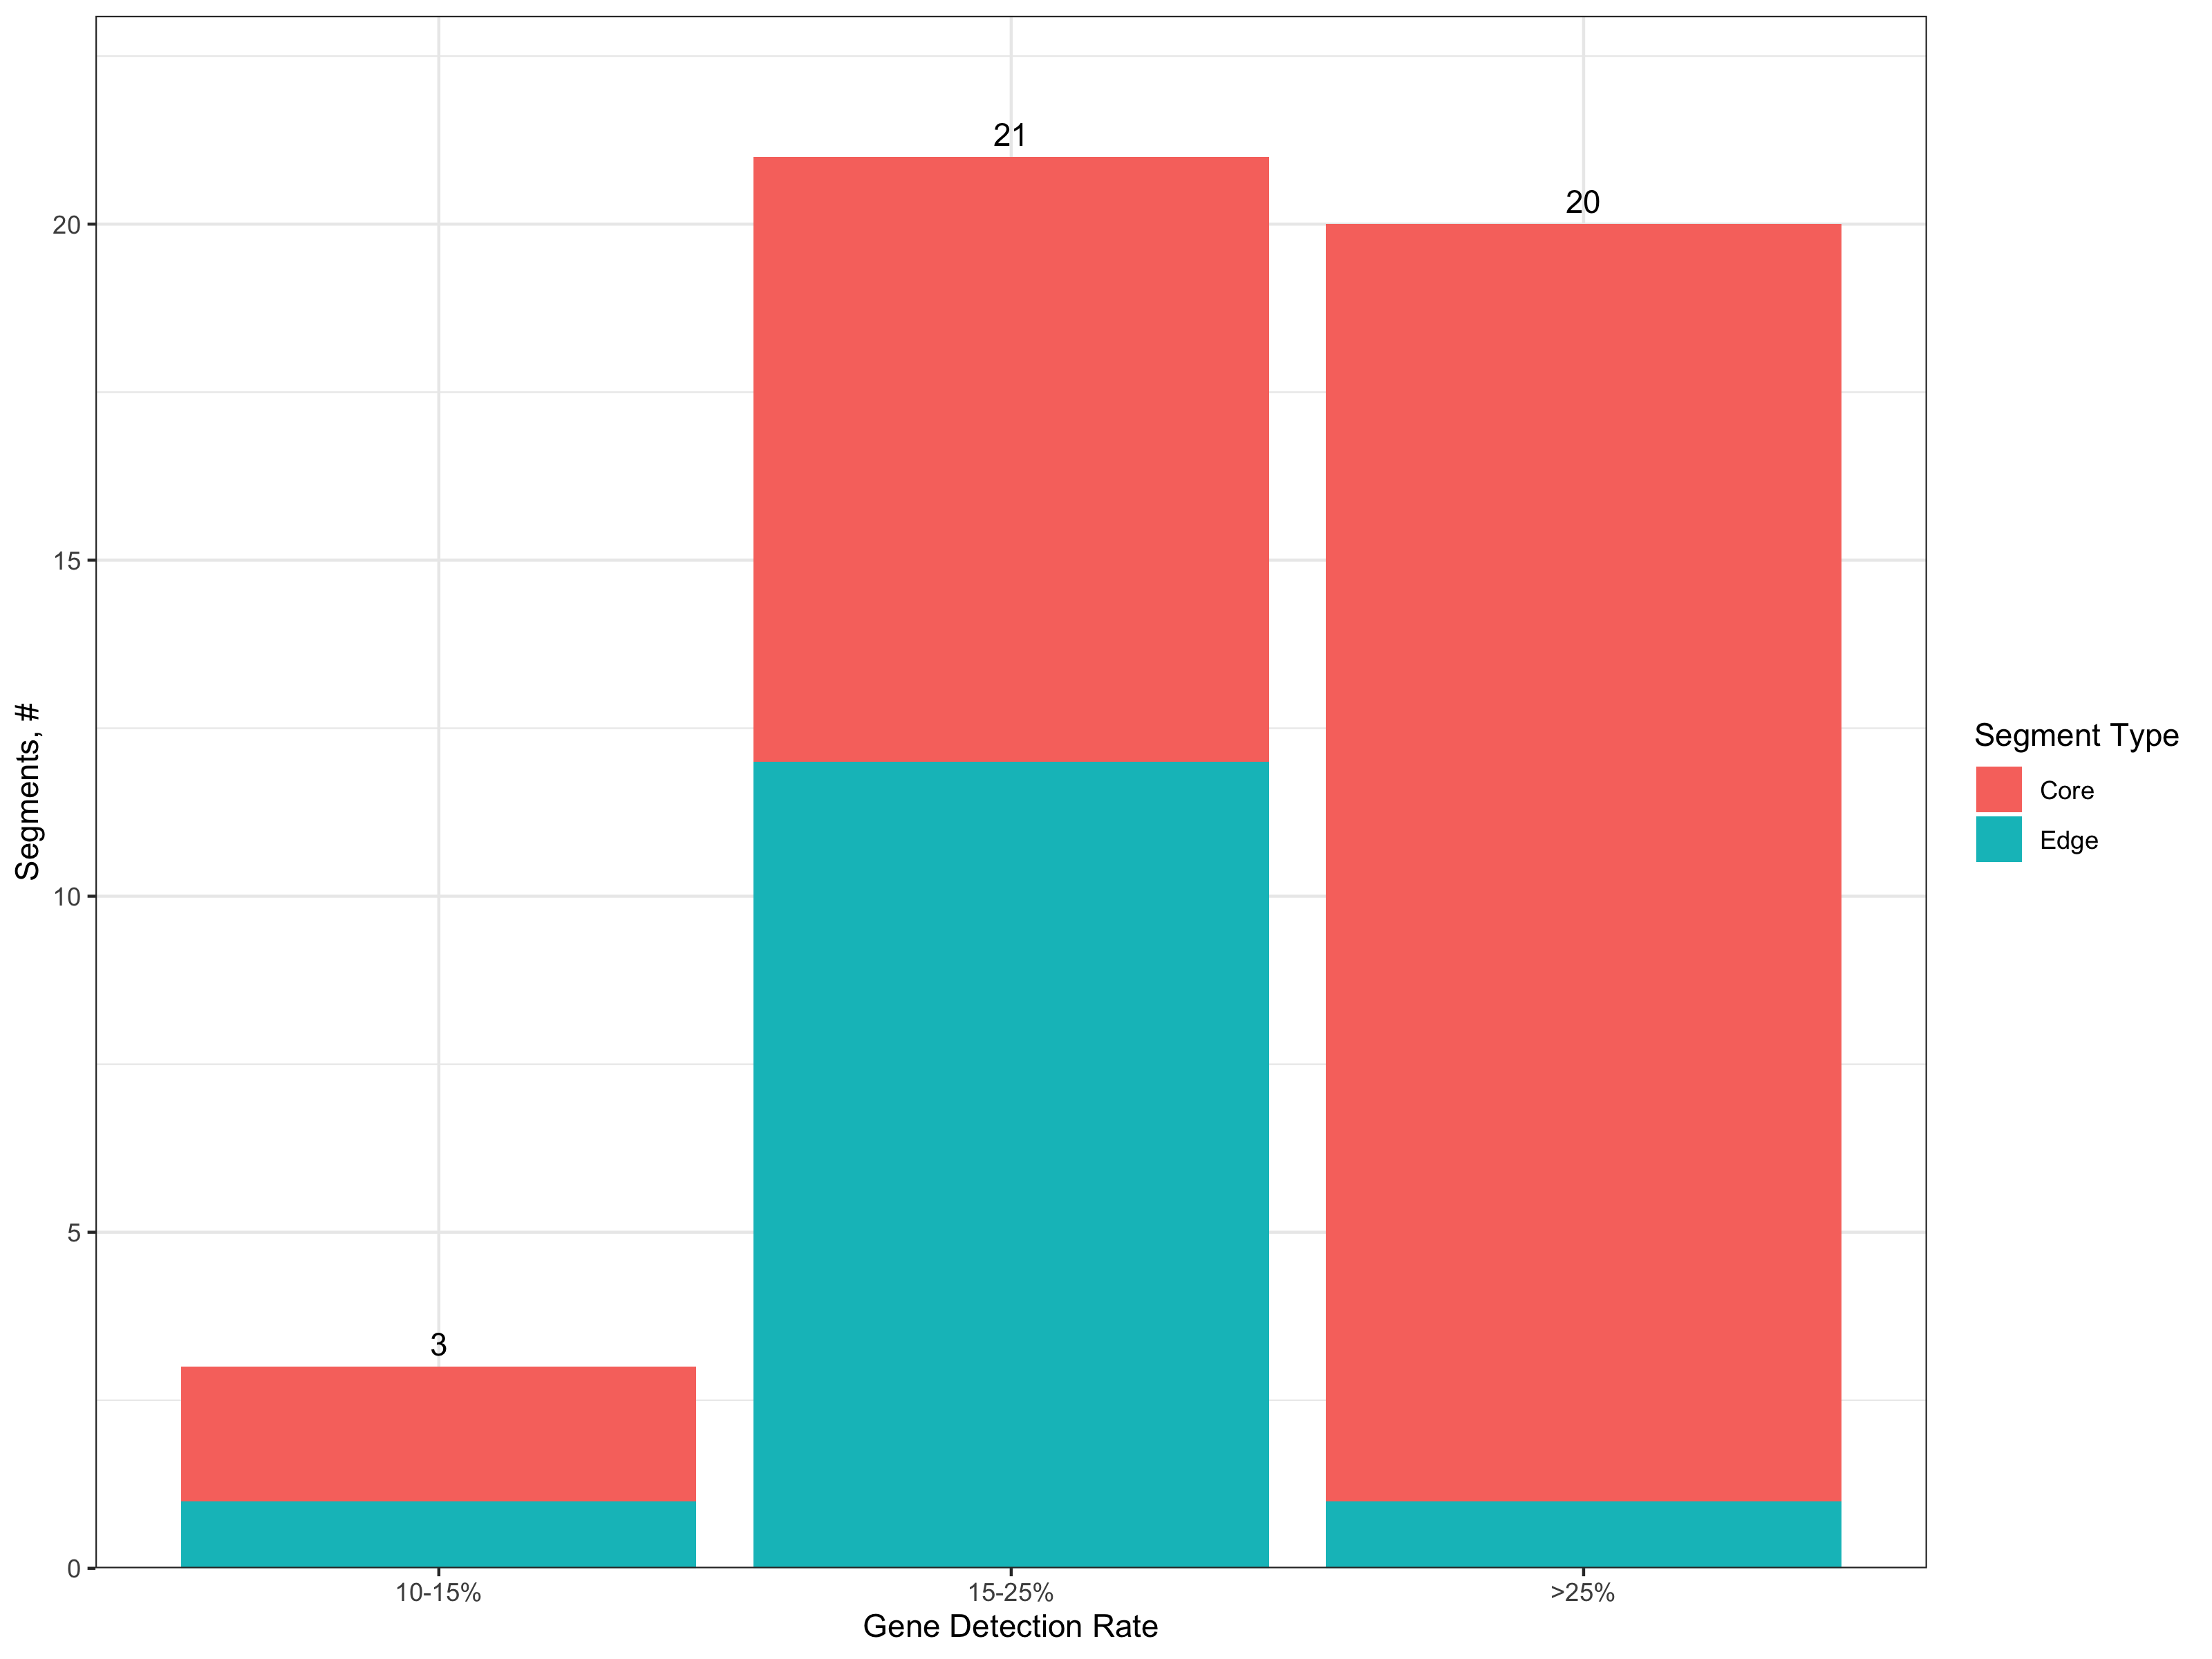 21
20
3
20
15
10
5
0
Segments, #
10-15%
15-25%
>25%
Gene Detection Rate
Segment Type
Core
Edge